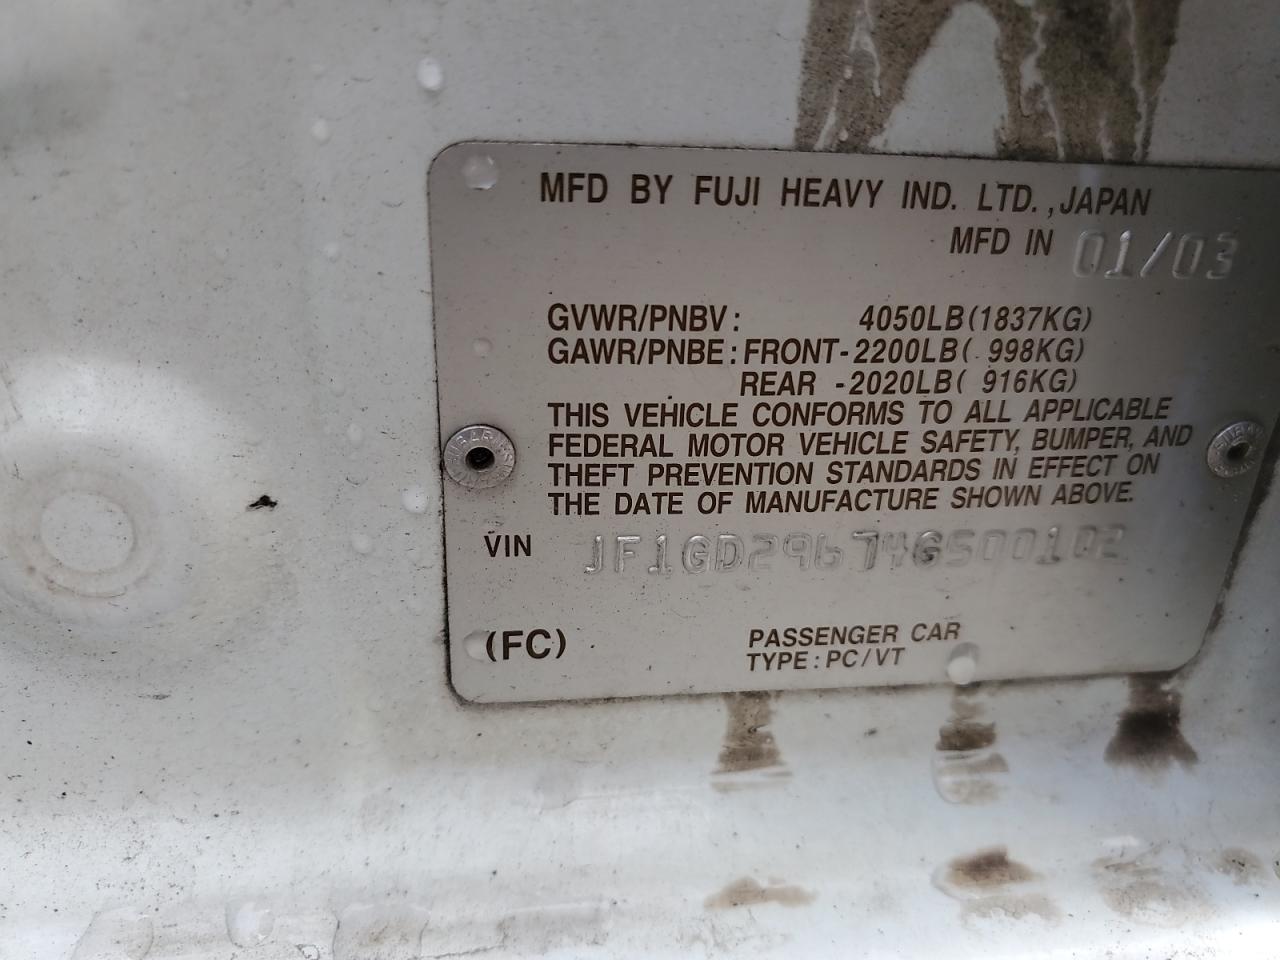 MFD BY FUJI HEAVY IND. LTD., JAPAN
MFD IN 01/03
GVWR/PNBV: 4050LB(1837KG)
GAWR/PNBE: FRONT-2200LB( 998KG)
REAR -2020LB( 916KG)
THIS VEHICLE CONFORMS TO ALL APPLICABLE
FEDERAL MOTOR VEHICLE SAFETY, BUMPER, AND
THEFT PREVENTION STANDARDS IN EFFECT ON
THE DATE OF MANUFACTURE SHOWN ABOVE.
VIN JF1GD29674G500102
(FC) PASSENGER CAR
TYPE: PC/VT